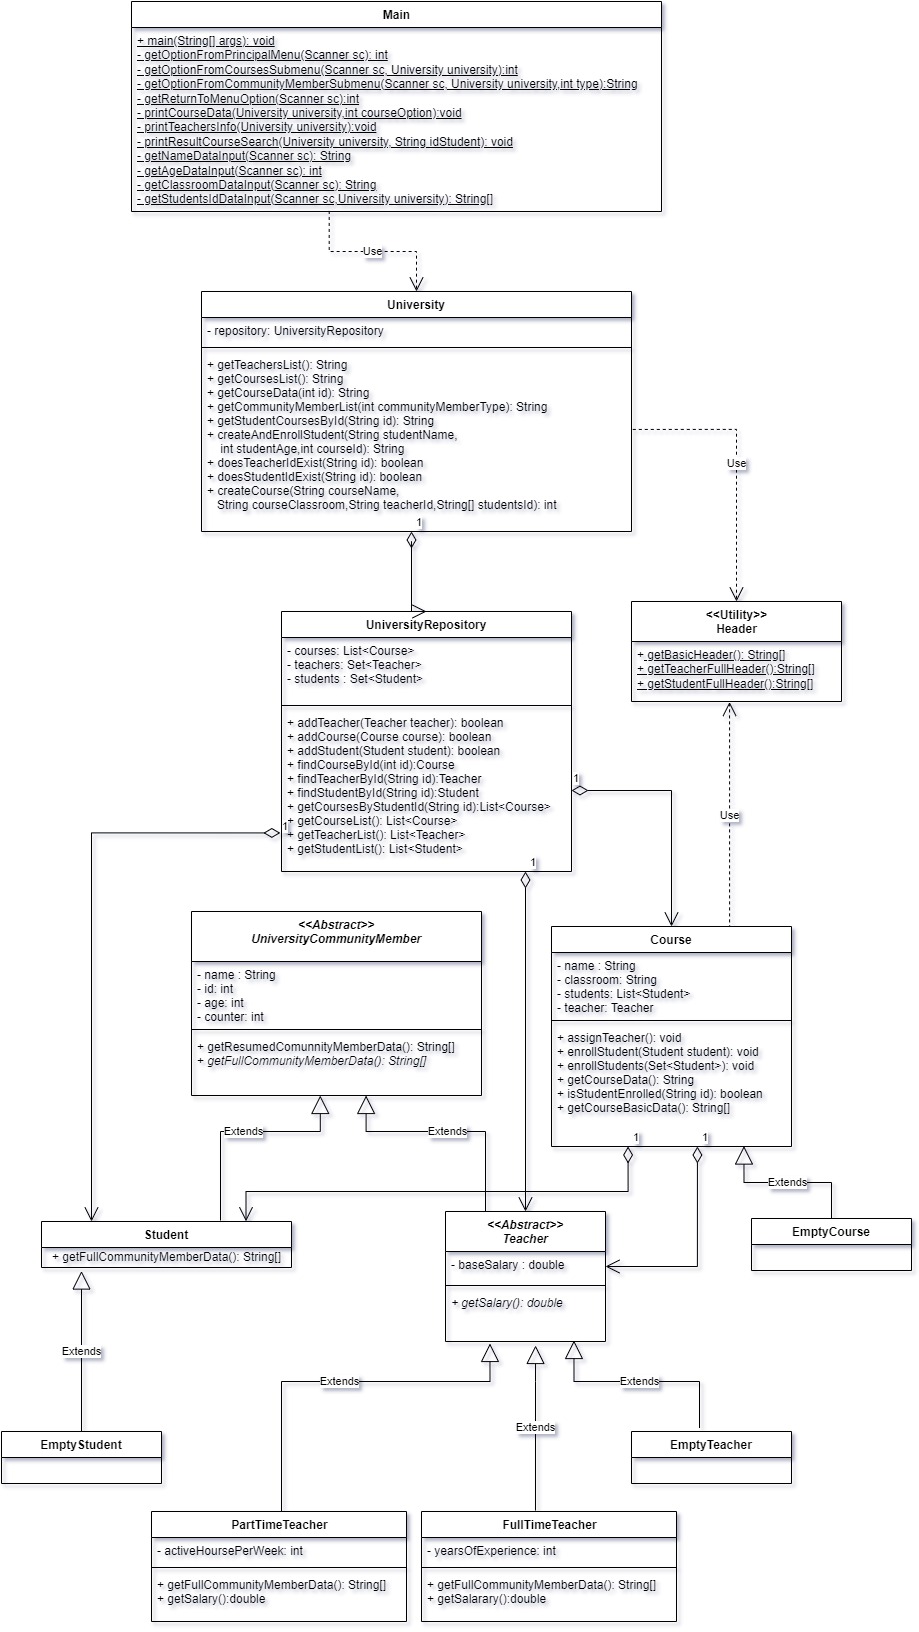 Main
+ main(String[] args): void
- getOptionFromPrincipalMenu(Scanner sc): int
- getOptionFromCoursesSubmenu(Scanner sc, University university):int
- getOptionFromCommunityMemberSubmenu(Scanner sc, University university,int type):String
- getReturnToMenuOption(Scanner sc):int
- printCourseData(University university,int courseOption):void
- printTeachersInfo(University university):void
- printResultCourseSearch(University university, String idStudent): void
- getNameDataInput(Scanner sc): String
- getAgeDataInput(Scanner sc): int
- getClassroomDataInput(Scanner sc): String
- getStudentsIdDataInput(Scanner sc,University university): String[]
Use
University
- repository: UniversityRepository
+ getTeachersList(): String
+ getCoursesList(): String
+ getCourseData(int id): String
+ getCommunityMemberList(int communityMemberType): String
+ getStudentCoursesById(String id): String
+ createAndEnrollStudent(String studentName,
int studentAge,int courseId): String
+ doesTeacherIdExist(String id): boolean
+ doesStudentIdExist(String id): boolean
+ createCourse(String courseName,
String courseClassroom,String teacherId,String[] studentsId): int
1
Use
UniversityRepository
- courses: List<Course>
- teachers: Set<Teacher>
- students : Set<Student>
+ addTeacher(Teacher teacher): boolean
+ addCourse(Course course): boolean
+ addStudent(Student student): boolean
+ findCourseById(int id):Course
+ findTeacherById(String id):Teacher
+ findStudentById(String id):Student
+ getCoursesByStudentId(String id):List<Course>
+ getCourseList(): List<Course>
+ getTeacherList(): List<Teacher>
+ getStudentList(): List<Student>
1
1
1
<<Utility>>
Header
+ getBasicHeader(): String[]
+ getTeacherFullHeader():String[]
+ getStudentFullHeader():String[]
Use
<<Abstract>>
UniversityCommunityMember
- name : String
- id: int
- age: int
- counter: int
+ getResumedComunnityMemberData(): String[]
+ getFullCommunityMemberData(): String[]
Course
- name : String
- classroom: String
- students: List<Student>
- teacher: Teacher
+ assignTeacher(): void
+ enrollStudent(Student student): void
+ enrollStudents(Set<Student>): void
+ getCourseData(): String
+ isStudentEnrolled(String id): boolean
+ getCourseBasicData(): String[]
1
1
Extends
Extends
Extends
Student
+ getFullCommunityMemberData(): String[]
<<Abstract>>
Teacher
- baseSalary : double
+ getSalary(): double
EmptyCourse
Extends
Extends
Extends
Extends
EmptyStudent
EmptyTeacher
PartTimeTeacher
- activeHoursePerWeek: int
+ getFullCommunityMemberData(): String[]
+ getSalary():double
FullTimeTeacher
- yearsOfExperience: int
+ getFullCommunityMemberData(): String[]
+ getSalarary():double